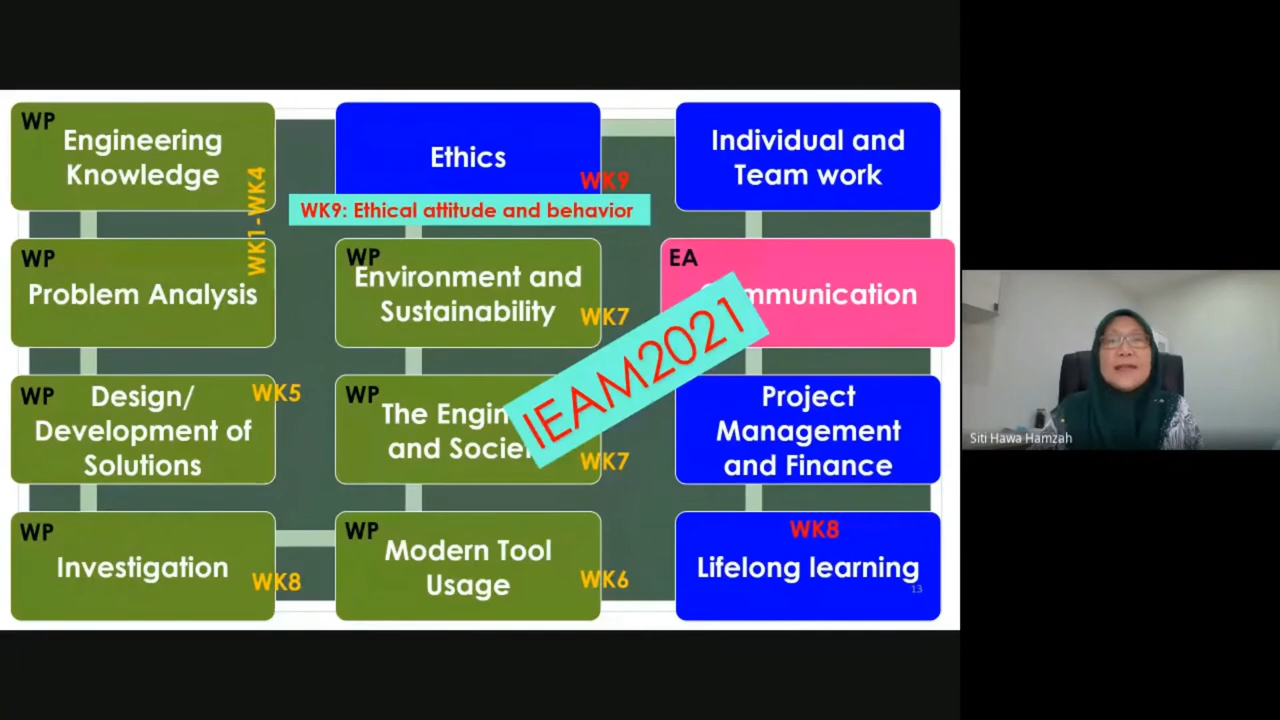 WP
Engineering
Knowledge
WK1-WK4
Ethics
WK9
WK9: Ethical attitude and behavior
Individual and
Team work
WP
Problem Analysis
WP
Environment and
Sustainability
WK7
EA
mmunication
IEAM2021
WP
Design/
Development of
Solutions
WK5
WP
The Engin
and Socie
WK7
Project
Management
and Finance
WP
Investigation
WK8
WP
Modern Tool
Usage
WK6
WK8
Lifelong learning
13
Siti Hawa Hamzah